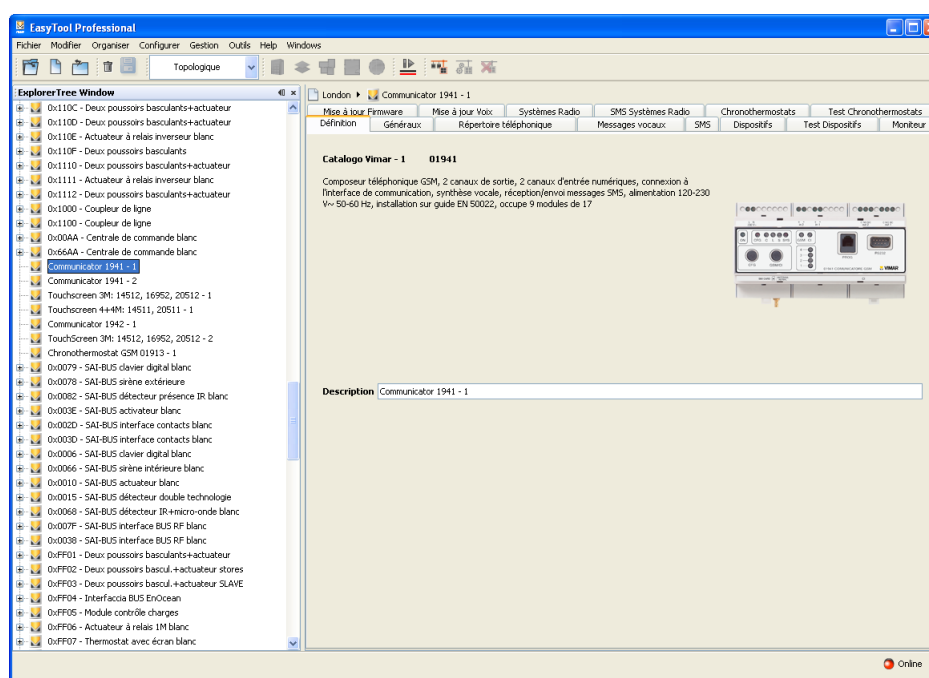 EasyTool Professional
Fichier Modifier Organiser Configurer Gestion Outils Help Windows
Topologique
ExplorerTree Window
0x110C - Deux poussoirs basculants+actuateur
0x110D - Deux poussoirs basculants+actuateur
0x110E - Actuateur à relais inverseur blanc
0x110F - Deux poussoirs basculants
0x1110 - Deux poussoirs basculants+actuateur
0x1111 - Actuateur à relais inverseur blanc
0x1112 - Deux poussoirs basculants+actuateur
0x1000 - Coupleur de ligne
0x1100 - Coupleur de ligne
0x00AA - Centrale de commande blanc
0x66AA - Centrale de commande blanc
Communicator 1941 - 1
Communicator 1941 - 2
Touchscreen 3M: 14512, 16952, 20512 - 1
Touchscreen 4+4M: 14511, 20511 - 1
Communicator 1942 - 1
TouchScreen 3M: 14512, 16952, 20512 - 2
Chronothermostat GSM 01913 - 1
0x0079 - SAI-BUS clavier digital blanc
0x0078 - SAI-BUS sirène extérieure
0x0082 - SAI-BUS détecteur présence IR blanc
0x003E - SAI-BUS activateur blanc
0x002D - SAI-BUS interface contacts blanc
0x003D - SAI-BUS interface contacts blanc
0x0006 - SAI-BUS clavier digital blanc
0x0066 - SAI-BUS sirène intérieure blanc
0x0010 - SAI-BUS actuateur blanc
0x0015 - SAI-BUS détecteur double technologie
0x0068 - SAI-BUS détecteur IR+micro-onde blanc
0x007F - SAI-BUS interface BUS RF blanc
0x0038 - SAI-BUS interface BUS RF blanc
0xFF01 - Deux poussoirs basculants+actuateur
0xFF02 - Deux poussoirs bascul.+actuateur stores
0xFF03 - Deux poussoirs bascul.+actuateur SLAVE
0xFF04 - Interfaccia BUS EnOcean
0xFF05 - Module contrôle charges
0xFF06 - Actuateur à relais 1M blanc
0xFF07 - Thermostat avec écran blanc
London Communicator 1941 - 1
Mise à jour Firmware Mise à jour Voix Systèmes Radio SMS Systèmes Radio Chronothermostats Test Chronothermostats
Définition Généraux Répertoire téléphonique Messages vocaux SMS Dispositifs Test Dispositifs Moniteur
Catalogo Vimar - 1 01941
Composeur téléphonique GSM, 2 canaux de sortie, 2 canaux d'entrée numériques, connexion à
l'interface de communication, synthèse vocale, réception/envoi messages SMS, alimentation 120-230
V~ 50-60 Hz, installation sur guide EN 50022, occupe 9 modules de 17
VIMAR
Description Communicator 1941 - 1
Online